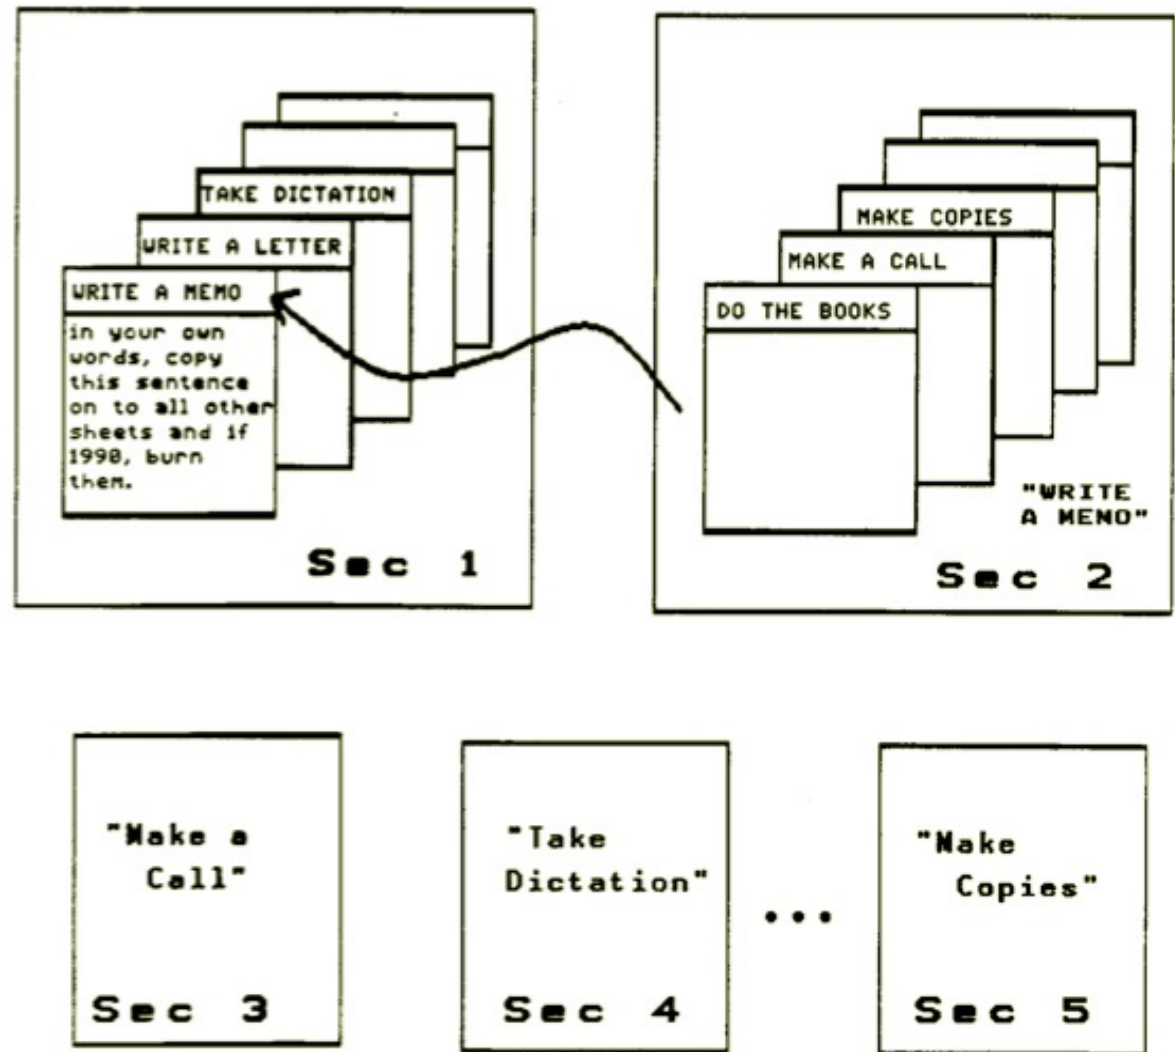 TAKE DICTATION
WRITE A LETTER
WRITE A MEMO
in your own
words, copy
this sentence
on to all other
sheets and if
1990, burn
them.
Sec 1
MAKE COPIES
MAKE A CALL
DO THE BOOKS
"WRITE
A MEMO"
Sec 2
"Make a
Call"
Sec 3
"Take
Dictation"
Sec 4
...
"Make
Copies"
Sec 5